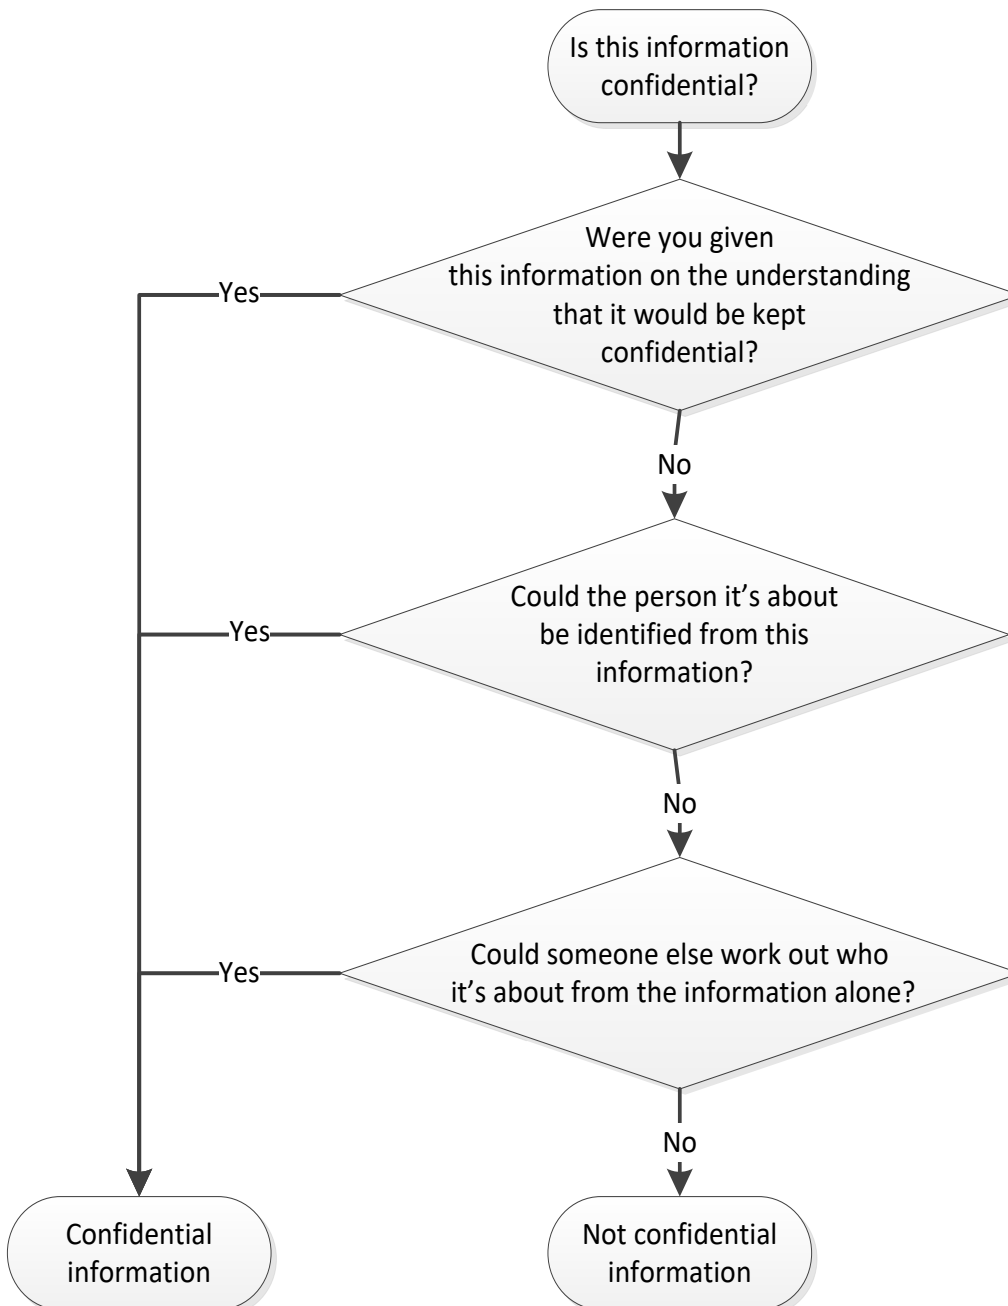 Is this information
confidential?
Were you given
this information on the understanding
that it would be kept
confidential?
Yes
No
Could the person it’s about
be identified from this
information?
Yes
No
Could someone else work out who
it’s about from the information alone?
Yes
No
Confidential
information
Not confidential
information